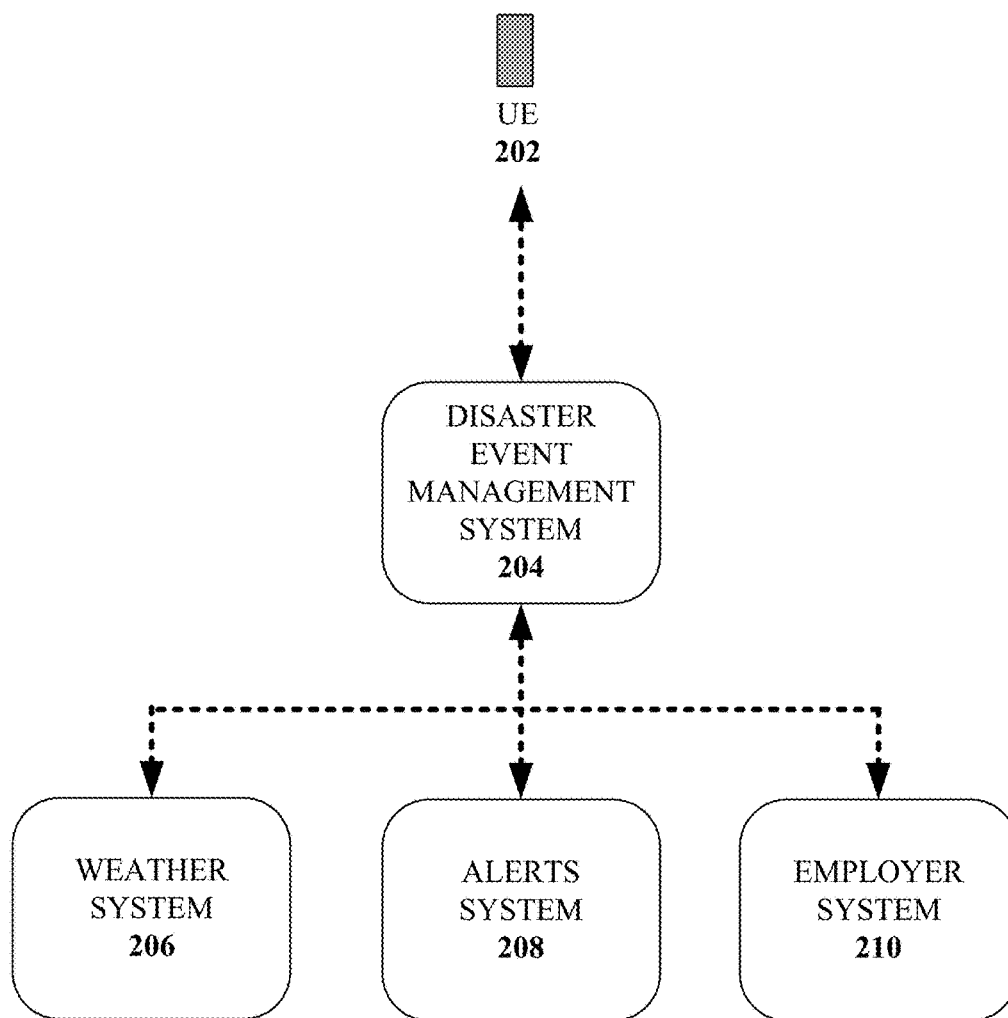 UE
202
DISASTER
EVENT
MANAGEMENT
SYSTEM
204
WEATHER
SYSTEM
206
ALERTS
SYSTEM
208
EMPLOYER
SYSTEM
210